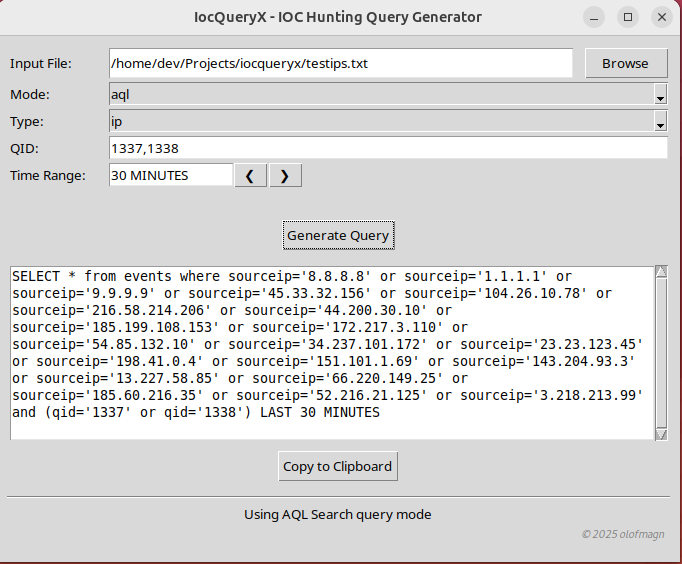 IocQueryX - IOC Hunting Query Generator
Input File: /home/dev/Projects/iocqueryx/testips.txt Browse
Mode: aql
Type: ip
QID: 1337,1338
Time Range: 30 MINUTES ❮ ❯
Generate Query
SELECT * from events where sourceip='8.8.8.8' or sourceip='1.1.1.1' or
sourceip='9.9.9.9' or sourceip='45.33.32.156' or sourceip='104.26.10.78' or
sourceip='216.58.214.206' or sourceip='44.200.30.10' or
sourceip='185.199.108.153' or sourceip='172.217.3.110' or
sourceip='54.85.132.10' or sourceip='34.237.101.172' or sourceip='23.23.123.45'
or sourceip='198.41.0.4' or sourceip='151.101.1.69' or sourceip='143.204.93.3'
or sourceip='13.227.58.85' or sourceip='66.220.149.25' or
sourceip='185.60.216.35' or sourceip='52.216.21.125' or sourceip='3.218.213.99'
and (qid='1337' or qid='1338') LAST 30 MINUTES
Copy to Clipboard
Using AQL Search query mode
© 2025 olofmagn